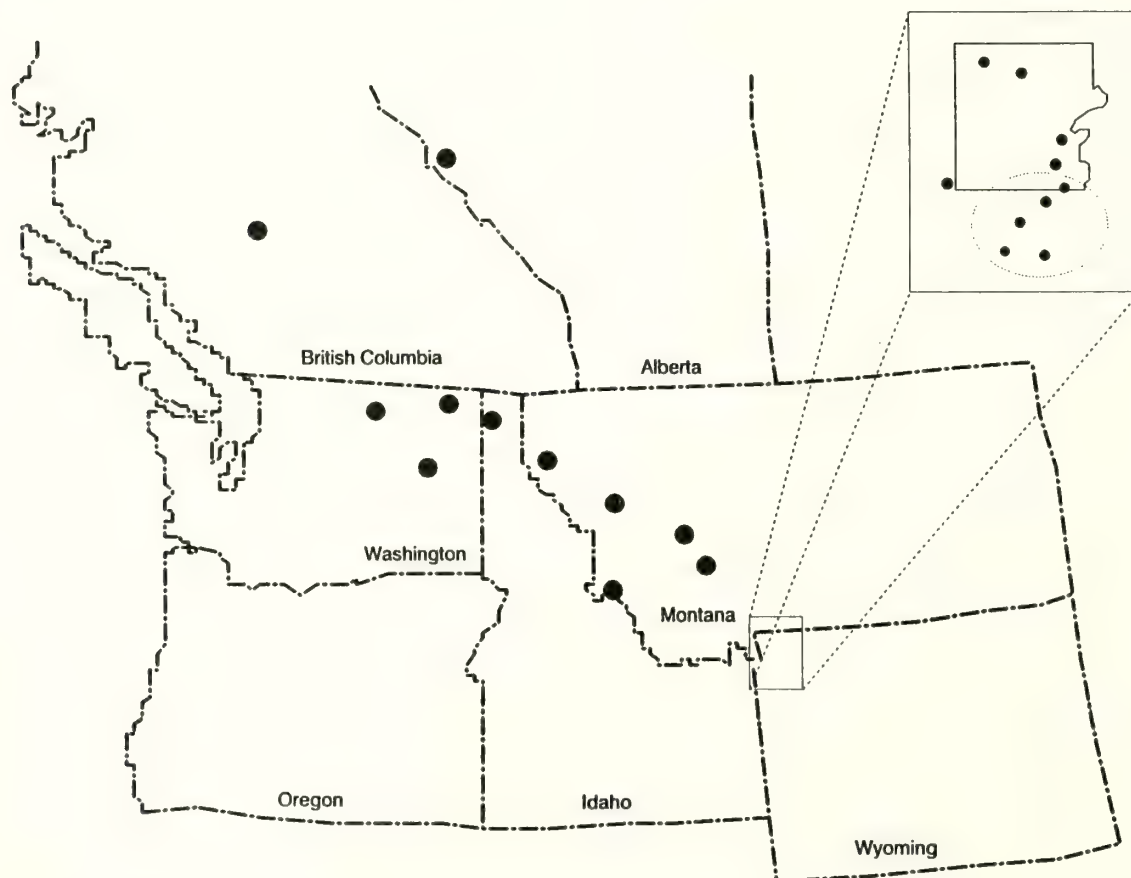 British Columbia
Alberta
Washington
Montana
Oregon
Idaho
Wyoming